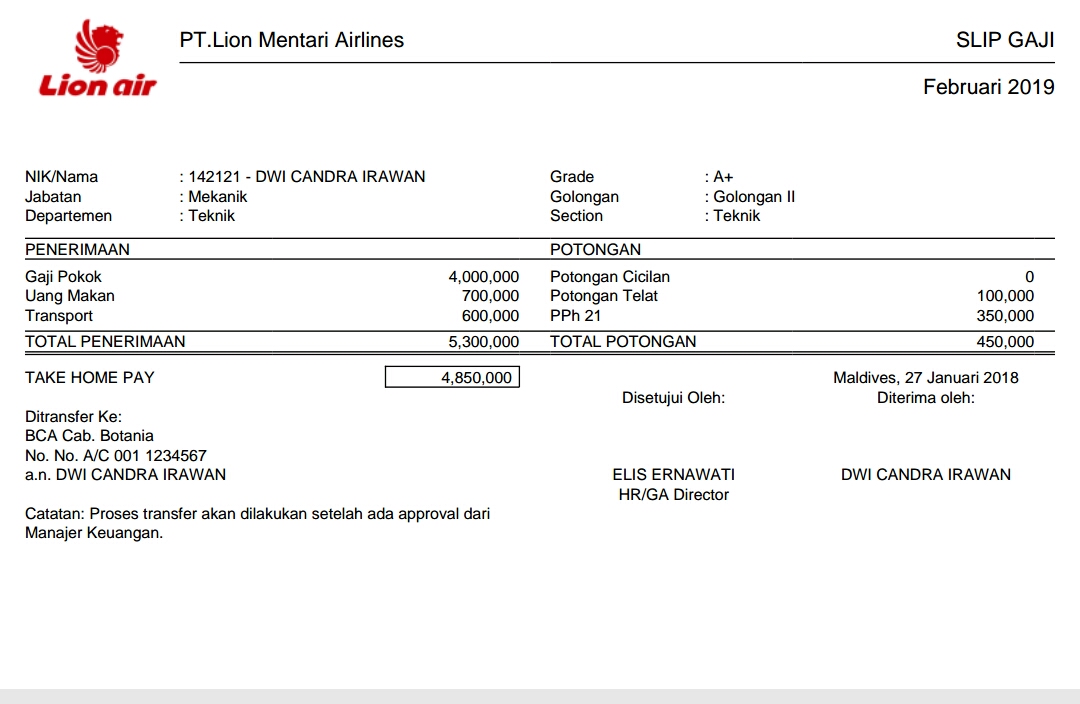 Lion air
PT.Lion Mentari Airlines
SLIP GAJI
Februari 2019
NIK/Nama : 142121 - DWI CANDRA IRAWAN Grade : A+
Jabatan : Mekanik Golongan : Golongan II
Departemen : Teknik Section : Teknik
PENERIMAAN POTONGAN
Gaji Pokok 4,000,000 Potongan Cicilan 0
Uang Makan 700,000 Potongan Telat 100,000
Transport 600,000 PPh 21 350,000
TOTAL PENERIMAAN 5,300,000 TOTAL POTONGAN 450,000
TAKE HOME PAY 4,850,000 Maldives, 27 Januari 2018
Disetujui Oleh: Diterima oleh:
Ditransfer Ke:
BCA Cab. Botania
No. No. A/C 001 1234567
a.n. DWI CANDRA IRAWAN ELIS ERNAWATI DWI CANDRA IRAWAN
HR/GA Director
Catatan: Proses transfer akan dilakukan setelah ada approval dari
Manajer Keuangan.